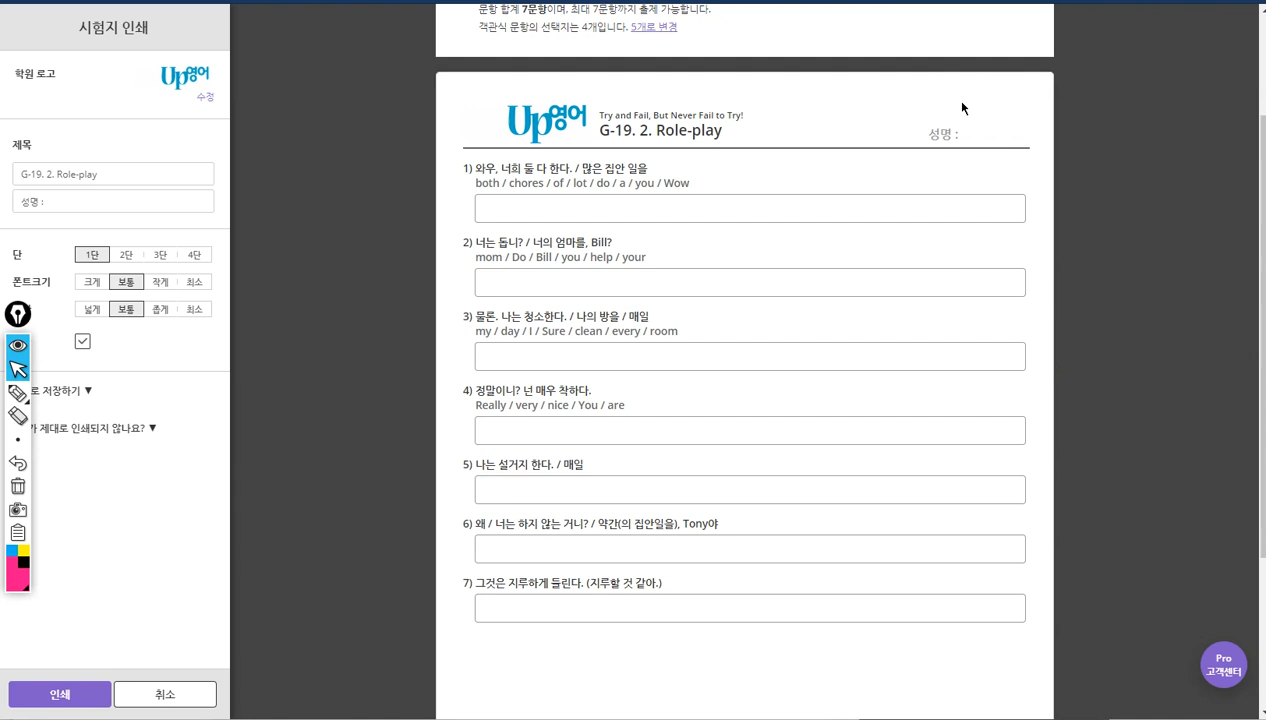 시험지 인쇄
학원 로고
Up영어
수정
제목
G-19. 2. Role-play
성명 :
단
1단 2단 3단 4단
폰트크기
크게 보통 작게 최소
넓게 보통 좁게 최소
로 저장하기 ▼
가 제대로 인쇄되지 않나요? ▼
인쇄 취소
문항 합계 7문항이며, 최대 7문항까지 출제 가능합니다.
객관식 문항의 선택지는 4개입니다. 5개로 변경
Up영어
Try and Fail, But Never Fail to Try!
G-19. 2. Role-play
성명 :
1) 와우, 너희 둘 다 한다. / 많은 집안 일을
both / chores / of / lot / do / a / you / Wow
2) 너는 돕니? / 너의 엄마를, Bill?
mom / Do / Bill / you / help / your
3) 물론. 나는 청소한다. / 나의 방을 / 매일
my / day / I / Sure / clean / every / room
4) 정말이니? 넌 매우 착하다.
Really / very / nice / You / are
5) 나는 설거지 한다. / 매일
6) 왜 / 너는 하지 않는 거니? / 약간(의 집안일을), Tony야
7) 그것은 지루하게 들린다. (지루할 것 같아.)
Pro
고객센터